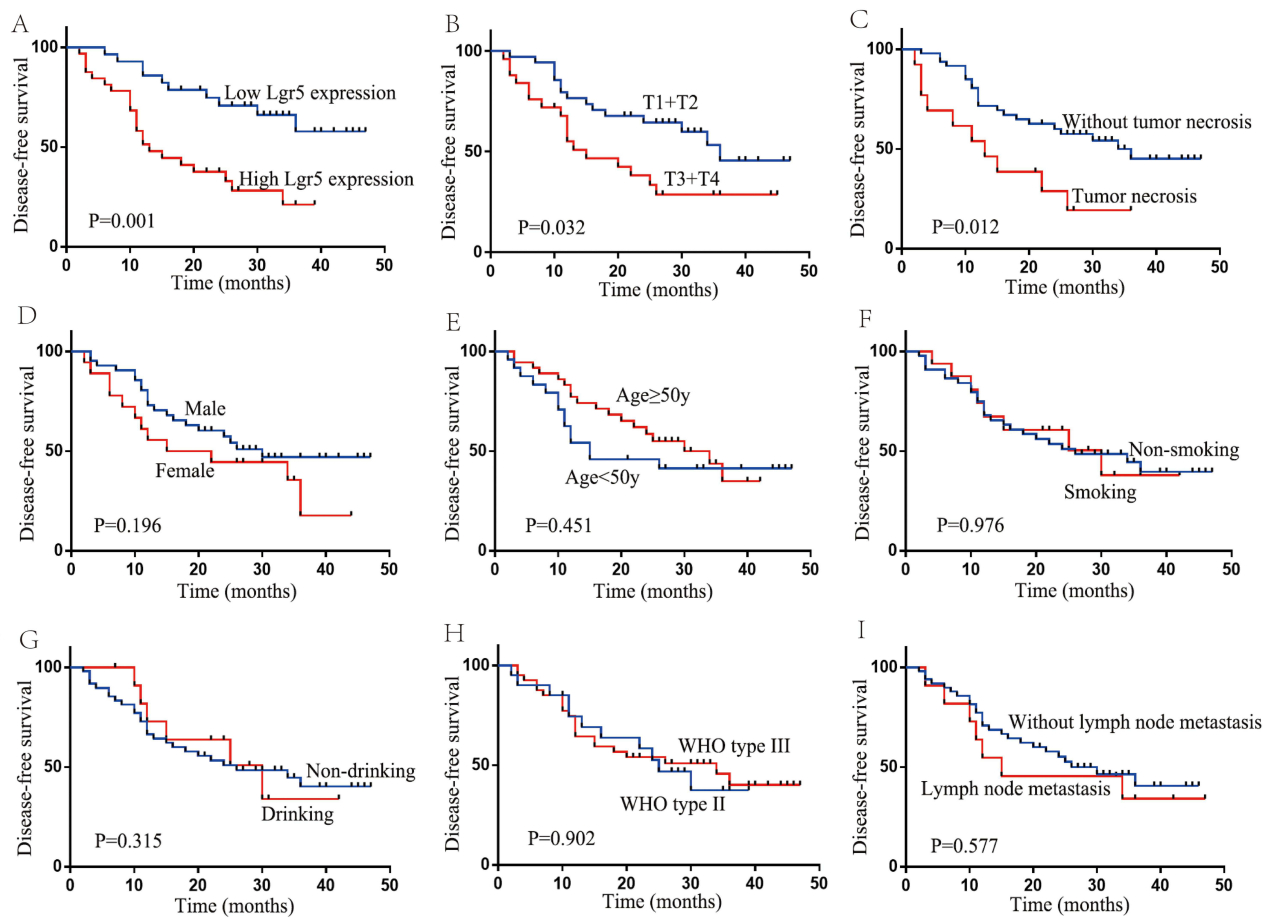 A
Disease-free survival
100
50
0
Low Lgr5 expression
High Lgr5 expression
P=0.001
0 10 20 30 40 50
Time (months)
B
Disease-free survival
100
50
0
T1+T2
T3+T4
P=0.032
0 10 20 30 40 50
Time (months)
C
Disease-free survival
100
50
0
Without tumor necrosis
Tumor necrosis
P=0.012
0 10 20 30 40 50
Time (months)
D
Disease-free survival
100
50
0
Male
Female
P=0.196
0 10 20 30 40 50
Time (months)
E
Disease-free survival
100
50
0
Age≥50y
Age<50y
P=0.451
0 10 20 30 40 50
Time (months)
F
Disease-free survival
100
50
0
Non-smoking
Smoking
P=0.976
0 10 20 30 40 50
Time (months)
G
Disease-free survival
100
50
0
Non-drinking
Drinking
P=0.315
0 10 20 30 40 50
Time (months)
H
Disease-free survival
100
50
0
WHO type III
WHO type II
P=0.902
0 10 20 30 40 50
Time (months)
I
Disease-free survival
100
50
0
Without lymph node metastasis
Lymph node metastasis
P=0.577
0 10 20 30 40 50
Time (months)